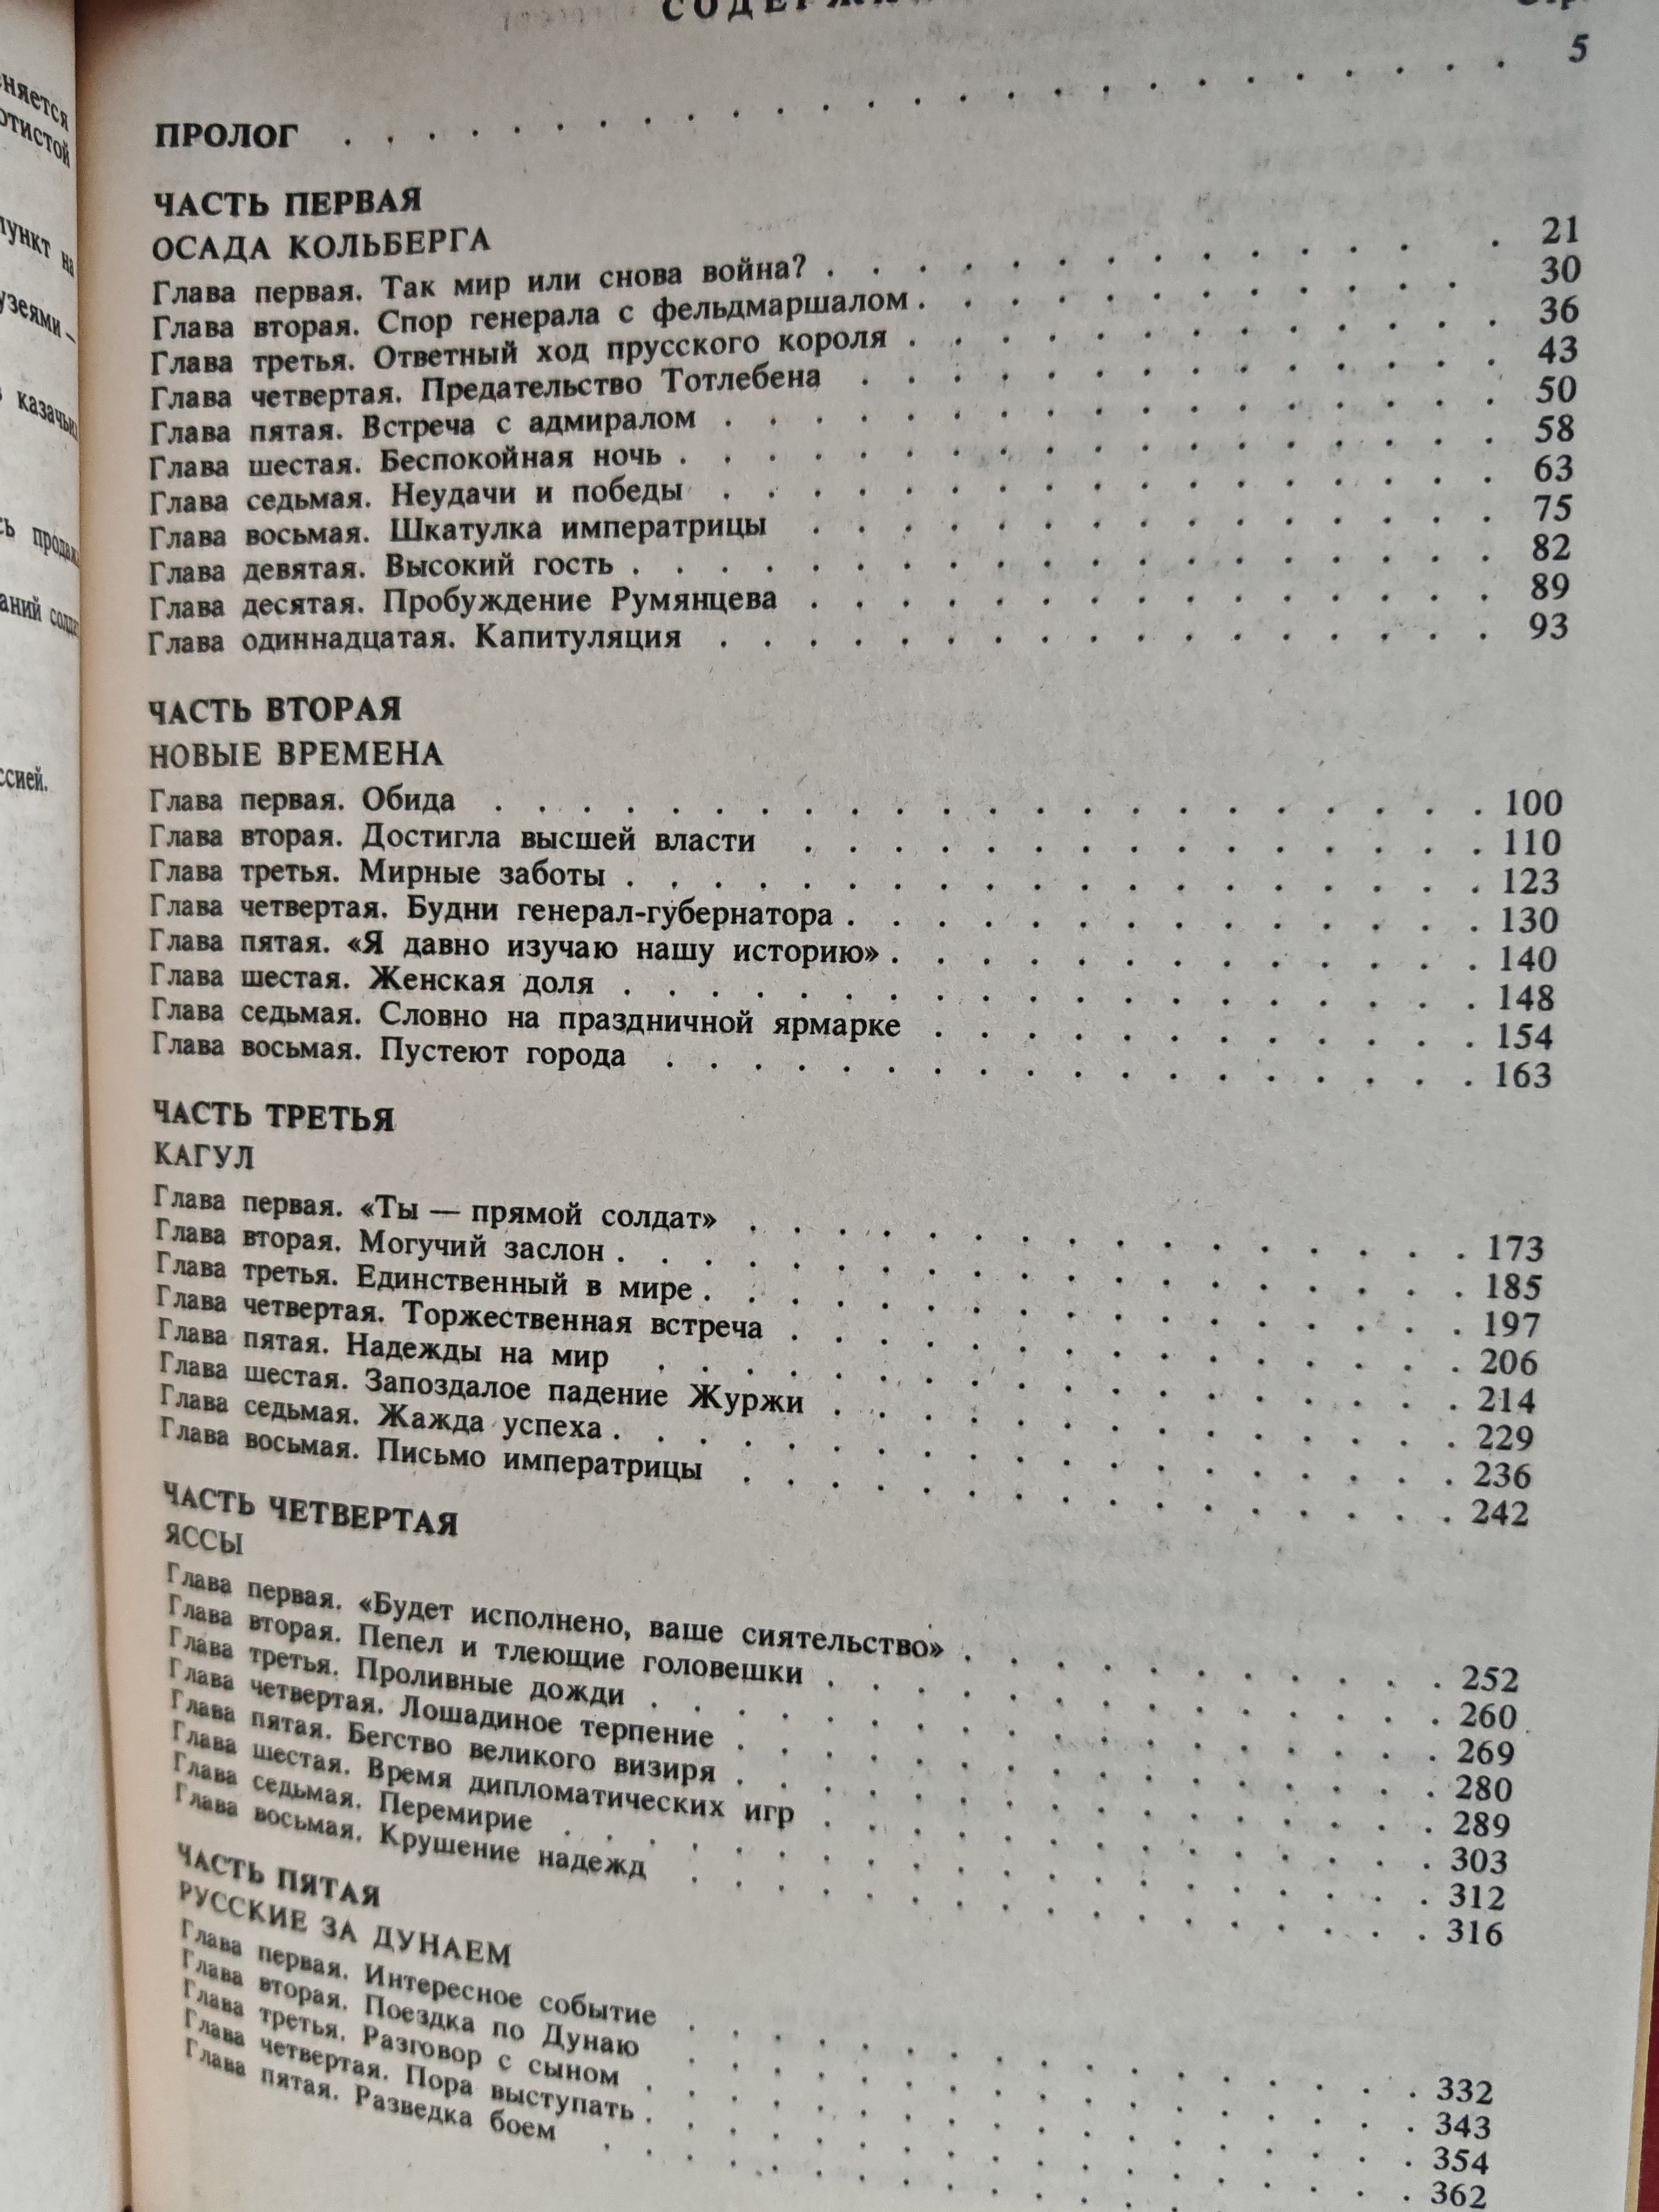 няется
отистой
пункт на
узеями –
казачьи
сь
аний
ссией.
СОДЕРЖАН
Стр.
ПРОЛОГ . . . . . . . . . . . . . . . . . . . . 5
ЧАСТЬ ПЕРВАЯ
ОСАДА КОЛЬБЕРГА
Глава первая. Так мир или снова война? . . . . . . . . . . 21
Глава вторая. Спор генерала с фельдмаршалом . . . . . . . . . . 30
Глава третья. Ответный ход прусского короля . . . . . . . . . . 36
Глава четвертая. Предательство Тотлебена . . . . . . . . . . 43
Глава пятая. Встреча с адмиралом . . . . . . . . . . 50
Глава шестая. Беспокойная ночь . . . . . . . . . . 58
Глава седьмая. Неудачи и победы . . . . . . . . . . 63
Глава восьмая. Шкатулка императрицы . . . . . . . . . . 75
Глава девятая. Высокий гость . . . . . . . . . . 82
Глава десятая. Пробуждение Румянцева . . . . . . . . . . 89
Глава одиннадцатая. Капитуляция . . . . . . . . . . 93
ЧАСТЬ ВТОРАЯ
НОВЫЕ ВРЕМЕНА
Глава первая. Обида . . . . . . . . . . 100
Глава вторая. Достигла высшей власти . . . . . . . . . . 110
Глава третья. Мирные заботы . . . . . . . . . . 123
Глава четвертая. Будни генерал-губернатора . . . . . . . . . . 130
Глава пятая. «Я давно изучаю нашу историю» . . . . . . . . . . 140
Глава шестая. Женская доля . . . . . . . . . . 148
Глава седьмая. Словно на праздничной ярмарке . . . . . . . . . . 154
Глава восьмая. Пустеют города . . . . . . . . . . 163
ЧАСТЬ ТРЕТЬЯ
КАГУЛ
Глава первая. «Ты — прямой солдат» . . . . . . . . . . 173
Глава вторая. Могучий заслон . . . . . . . . . . 185
Глава третья. Единственный в мире . . . . . . . . . . 197
Глава четвертая. Торжественная встреча . . . . . . . . . . 206
Глава пятая. Надежды на мир . . . . . . . . . . 214
Глава шестая. Запоздалое падение Журжи . . . . . . . . . . 229
Глава седьмая. Жажда успеха . . . . . . . . . . 236
Глава восьмая. Письмо императрицы . . . . . . . . . . 242
ЧАСТЬ ЧЕТВЕРТАЯ
ЯССЫ
Глава первая. «Будет исполнено, ваше сиятельство» . . . . . . . . . . 252
Глава вторая. Пепел и тлеющие головешки . . . . . . . . . . 260
Глава третья. Проливные дожди . . . . . . . . . . 269
Глава четвертая. Лошадиное терпение . . . . . . . . . . 280
Глава пятая. Бегство великого визиря . . . . . . . . . . 289
Глава шестая. Время дипломатических игр . . . . . . . . . . 303
Глава седьмая. Перемирие . . . . . . . . . . 312
Глава восьмая. Крушение надежд . . . . . . . . . . 316
ЧАСТЬ ПЯТАЯ
РУССКИЕ ЗА ДУНАЕМ
Глава первая. Интересное событие . . . . . . . . . . 332
Глава вторая. Поездка по Дунаю . . . . . . . . . . 343
Глава третья. Разговор с сыном . . . . . . . . . . 354
Глава четвертая. Пора выступать . . . . . . . . . . 362
Глава пятая. Разведка боем . . . . . . . . . .